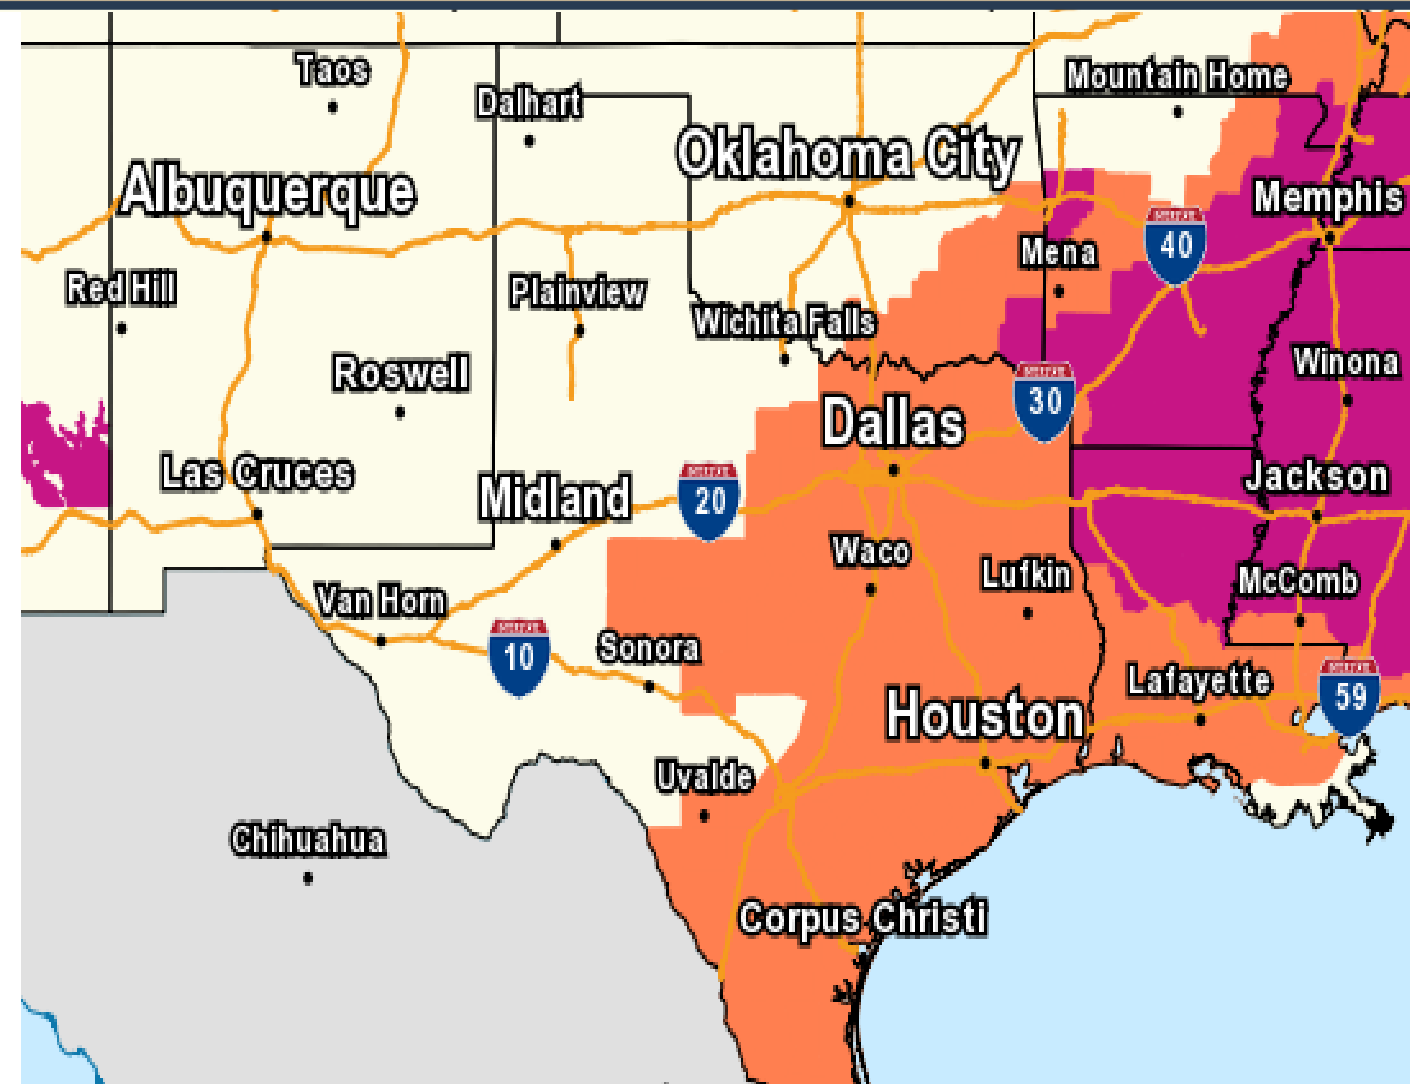 Taos
Mountain Home
Dalhart
Oklahoma City
Albuquerque
Memphis
40
Mena
Red Hill
Plainview
Wichita Falls
Winona
Roswell
30
Dallas
Las Cruces
Jackson
Midland
20
Waco
Lufkin
McComb
Van Horn
10
Sonora
Lafayette
59
Houston
Uvalde
Chihuahua
Corpus Christi